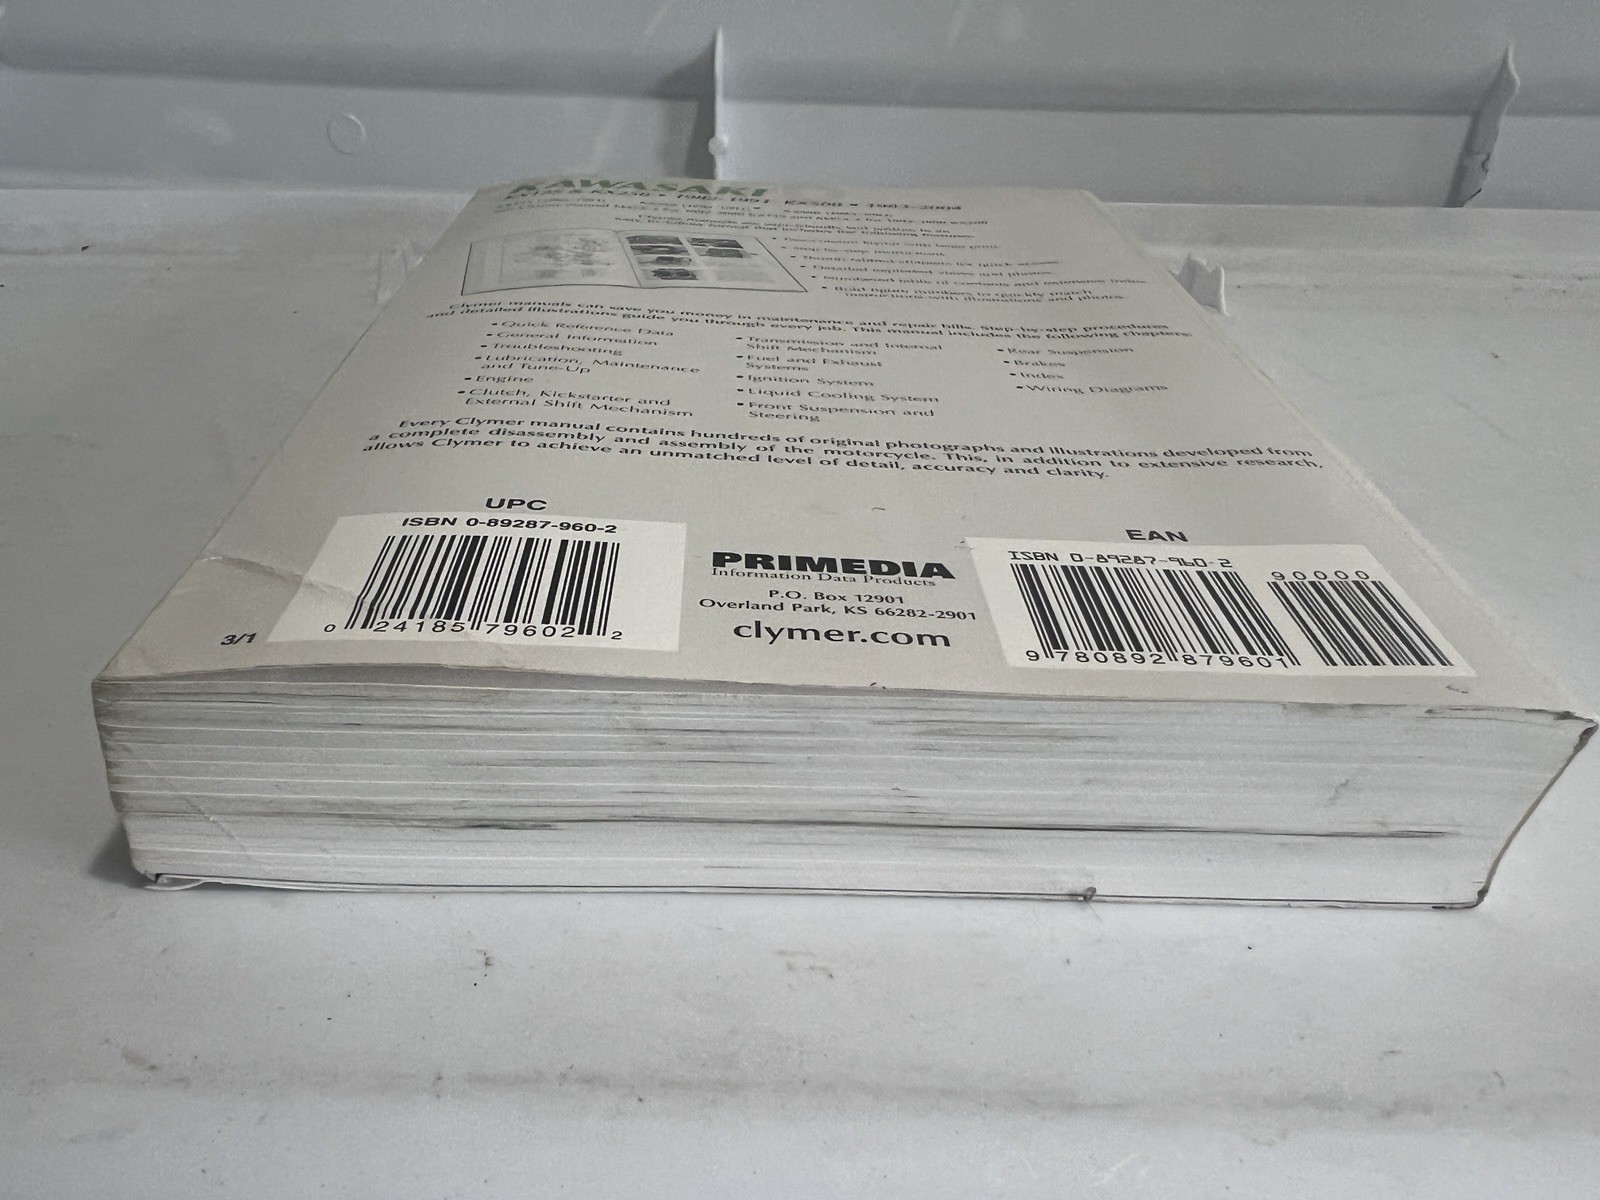 KAWASAKI
KX125 & KX250 • 1982-1991 KX500 • 1983-2004
Clymer manuals can save you money in maintenance and repair bills. Step-by-step procedures
and detailed illustrations guide you through every job. This manual includes the following chapters:
• Quick Reference Data
• General Information
• Troubleshooting
• Lubrication, Maintenance
and Tune-Up
• Engine
• Clutch, Kickstarter and
External Shift Mechanism
• Transmission and Internal
Shift Mechanism
• Fuel and Exhaust
Systems
• Ignition System
• Liquid Cooling System
• Front Suspension and
Steering
• Rear Suspension
• Brakes
• Index
• Wiring Diagrams
Every Clymer manual contains hundreds of original photographs and illustrations developed from
a complete disassembly and assembly of the motorcycle. This, in addition to extensive research,
allows Clymer to achieve an unmatched level of detail, accuracy and clarity.
UPC
ISBN 0-89287-960-2
0 24185 79602 2
3/1
PRIMEDIA
Information Data Products
P.O. Box 12901
Overland Park, KS 66282-2901
clymer.com
EAN
ISBN 0-89287-960-2
90000
9 780892 879601